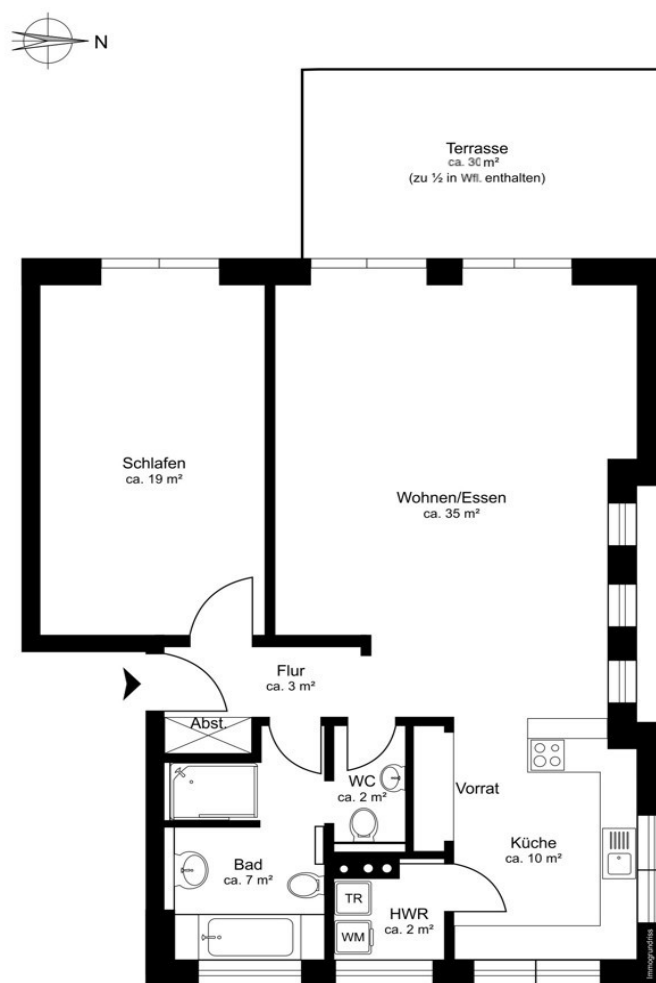 N
Terrasse
ca. 30 m²
(zu ½ in Wfl. enthalten)
Schlafen
ca. 19 m²
Wohnen/Essen
ca. 35 m²
Flur
ca. 3 m²
Abst.
WC
ca. 2 m²
Vorrat
Küche
ca. 10 m²
Bad
ca. 7 m²
TR
HWR
ca. 2 m²
WM
Immogrundriss